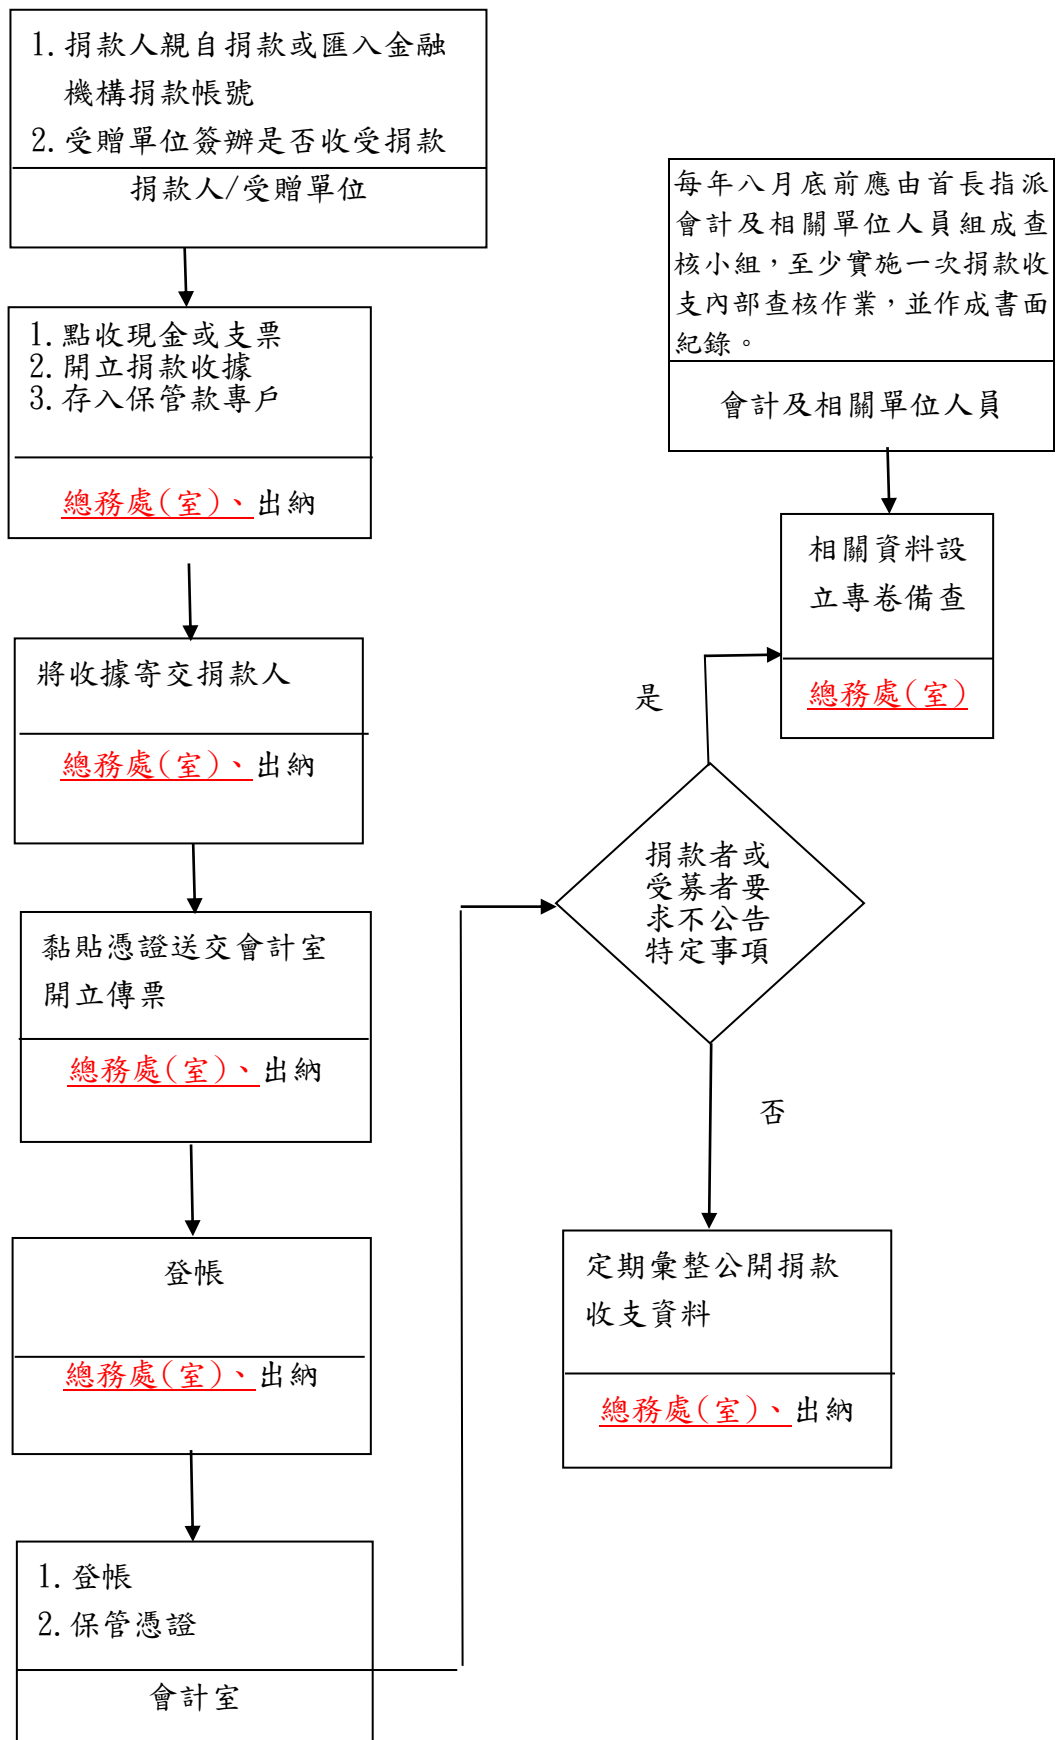 1.捐款人親自捐款或匯入金融
機構捐款帳號
2.受贈單位簽辦是否收受捐款
捐款人/受贈單位
1.點收現金或支票
2.開立捐款收據
3.存入保管款專戶
總務處(室)、出納
將收據寄交捐款人
總務處(室)、出納
黏貼憑證送交會計室
開立傳票
總務處(室)、出納
登帳
總務處(室)、出納
1.登帳
2.保管憑證
會計室
每年八月底前應由首長指派
會計及相關單位人員組成查
核小組,至少實施一次捐款收
支內部查核作業,並作成書面
紀錄。
會計及相關單位人員
相關資料設
立專卷備查
總務處(室)
是
捐款者或
受募者要
求不公告
特定事項
否
定期彙整公開捐款
收支資料
總務處(室)、出納